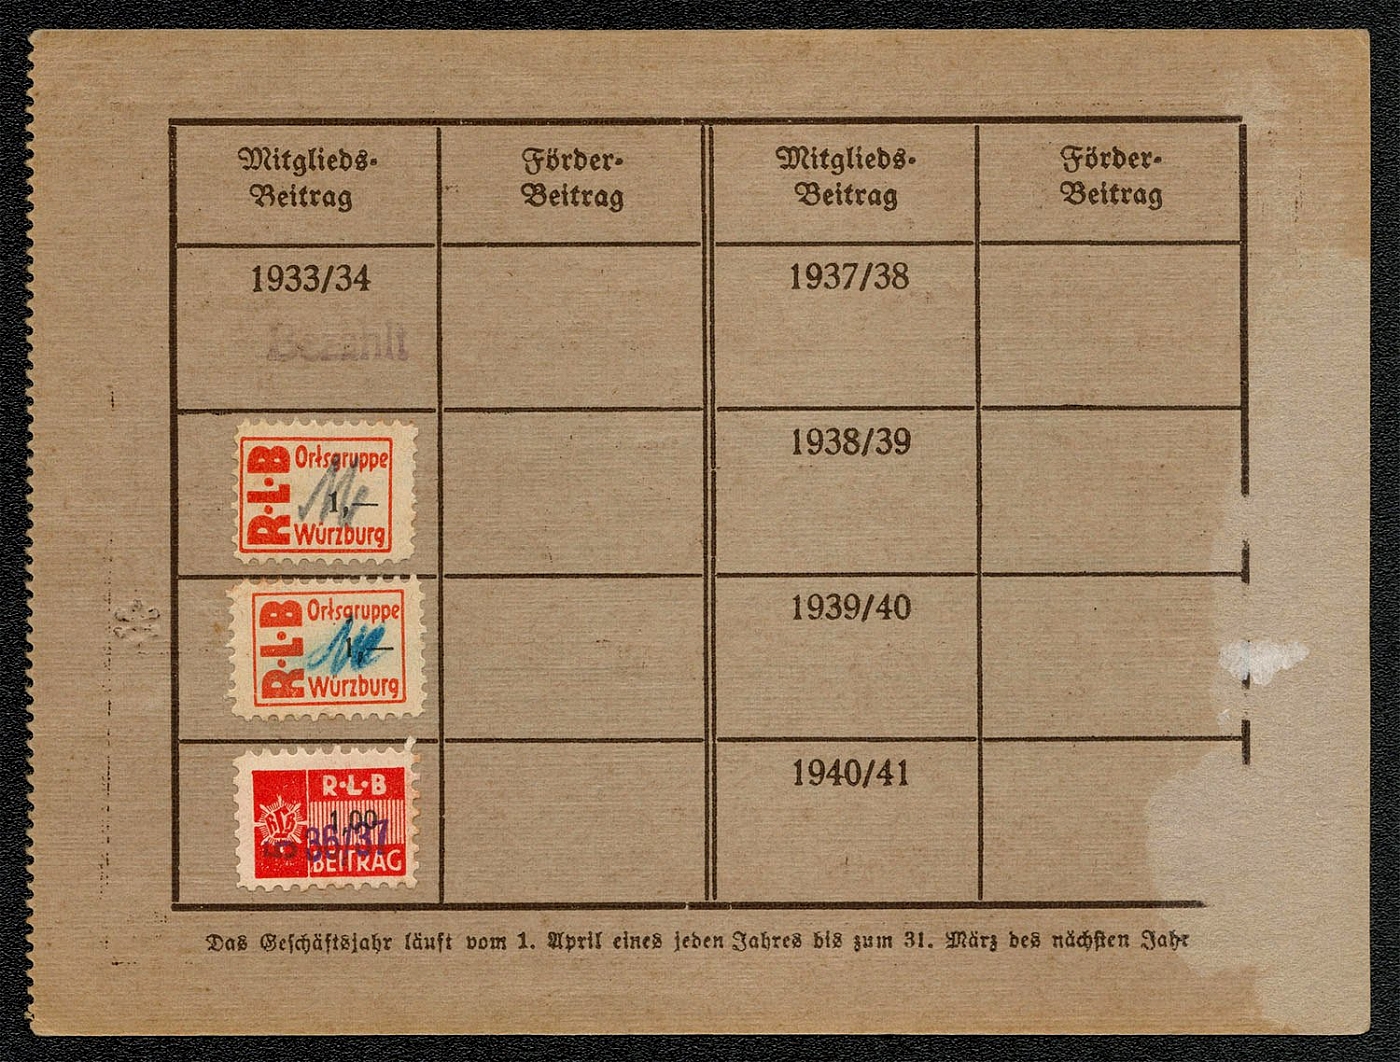 Mitglieds-
Beitrag
Förder-
Beitrag
Mitglieds-
Beitrag
Förder-
Beitrag
1933/34
1937/38
Bezahlt
1938/39
R·L·B
Ortsgruppe
1,—
Würzburg
1939/40
R·L·B
Ortsgruppe
1,—
Würzburg
1940/41
R·L·B
RLB
1,00
36/37
BEITRAG
Das Geschäftsjahr läuft vom 1. April eines jeden Jahres bis zum 31. März des nächsten Jahr